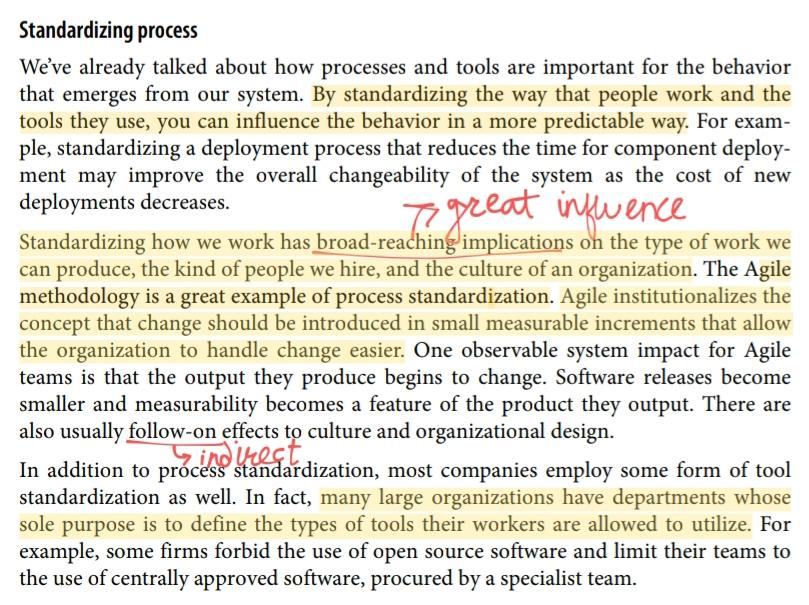 Standardizing process
We've already talked about how processes and tools are important for the behavior
that emerges from our system. By standardizing the way that people work and the
tools they use, you can influence the behavior in a more predictable way. For exam-
ple, standardizing a deployment process that reduces the time for component deploy-
ment may improve the overall changeability of the system as the cost of new
deployments decreases.
great influence
Standardizing how we work has broad-reaching implications on the type of work we
can produce, the kind of people we hire, and the culture of an organization. The Agile
methodology is a great example of process standardization. Agile institutionalizes the
concept that change should be introduced in small measurable increments that allow
the organization to handle change easier. One observable system impact for Agile
teams is that the output they produce begins to change. Software releases become
smaller and measurability becomes a feature of the product they output. There are
also usually follow-on effects to culture and organizational design.
indirect
In addition to process standardization, most companies employ some form of tool
standardization as well. In fact, many large organizations have departments whose
sole purpose is to define the types of tools their workers are allowed to utilize. For
example, some firms forbid the use of open source software and limit their teams to
the use of centrally approved software, procured by a specialist team.